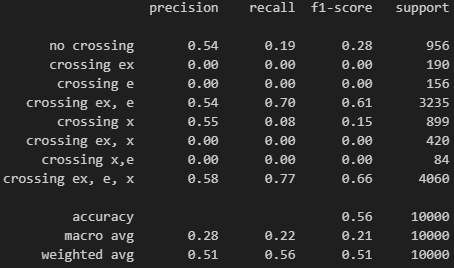 precision recall f1-score support
no crossing 0.54 0.19 0.28 956
crossing ex 0.00 0.00 0.00 190
crossing e 0.00 0.00 0.00 156
crossing ex, e 0.54 0.70 0.61 3235
crossing x 0.55 0.08 0.15 899
crossing ex, x 0.00 0.00 0.00 420
crossing x,e 0.00 0.00 0.00 84
crossing ex, e, x 0.58 0.77 0.66 4060
accuracy 0.56 10000
macro avg 0.28 0.22 0.21 10000
weighted avg 0.51 0.56 0.51 10000